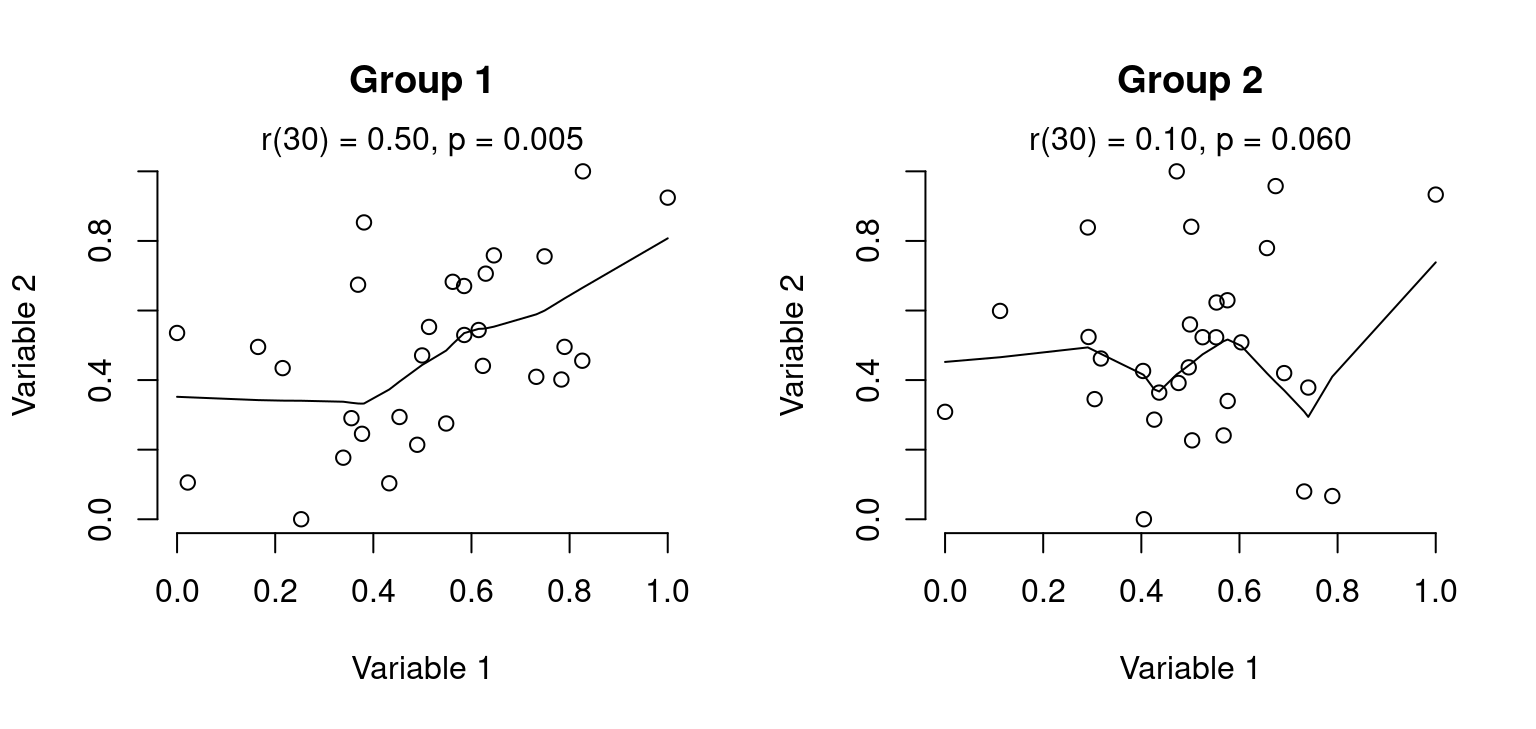 Group 1
r(30) = 0.50, p = 0.005
Variable 2
0.8
0.4
0.0
0.0 0.2 0.4 0.6 0.8 1.0
Variable 1
Group 2
r(30) = 0.10, p = 0.060
Variable 2
0.8
0.4
0.0
0.0 0.2 0.4 0.6 0.8 1.0
Variable 1